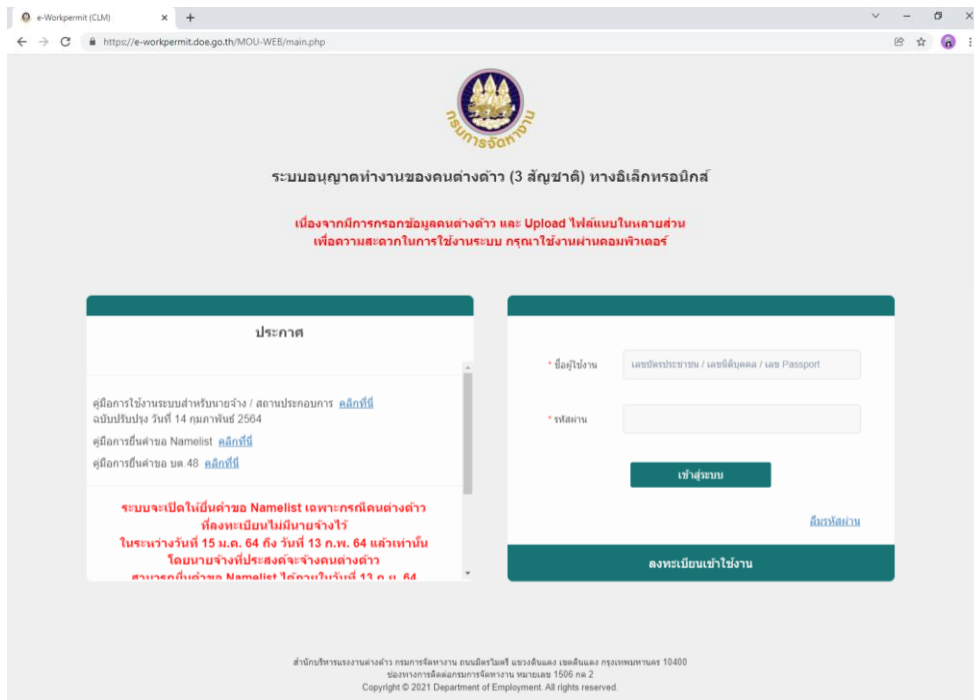 e-Workpermit (CLM)
https://e-workpermit.doe.go.th/MOU-WEB/main.php
กรมการจัดหางาน
ระบบอนุญาตทำงานของคนต่างด้าว (3 สัญชาติ) ทางอิเล็กทรอนิกส์
เนื่องจากมีการกรอกข้อมูลคนต่างด้าว และ Upload ไฟล์แนบในหลายส่วน
เพื่อความสะดวกในการใช้งานระบบ กรุณาใช้งานผ่านคอมพิวเตอร์
ประกาศ
คู่มือการใช้งานระบบสำหรับนายจ้าง / สถานประกอบการ คลิกที่นี่
ฉบับปรับปรุง วันที่ 14 กุมภาพันธ์ 2564
คู่มือการยื่นคำขอ Namelist คลิกที่นี่
คู่มือการยื่นคำขอ บต.48 คลิกที่นี่
ระบบจะเปิดให้ยื่นคำขอ Namelist เฉพาะกรณีคนต่างด้าว
ที่ลงทะเบียนไม่มีนายจ้างไว้
ในระหว่างวันที่ 15 ม.ค. 64 ถึง วันที่ 13 ก.พ. 64 แล้วเท่านั้น
โดยนายจ้างที่ประสงค์จะจ้างคนต่างด้าว
สามารถยื่นคำขอ Namelist ได้ภายในวันที่ 13 ก.ย. 64
* ชื่อผู้ใช้งาน
เลขบัตรประชาชน / เลขนิติบุคคล / เลข Passport
* รหัสผ่าน
เข้าสู่ระบบ
ลืมรหัสผ่าน
ลงทะเบียนเข้าใช้งาน
สำนักบริหารแรงงานต่างด้าว กรมการจัดหางาน ถนนมิตรไมตรี แขวงดินแดง เขตดินแดง กรุงเทพมหานคร 10400
ช่องทางการติดต่อกรมการจัดหางาน หมายเลข 1506 กด 2
Copyright © 2021 Department of Employment. All rights reserved.